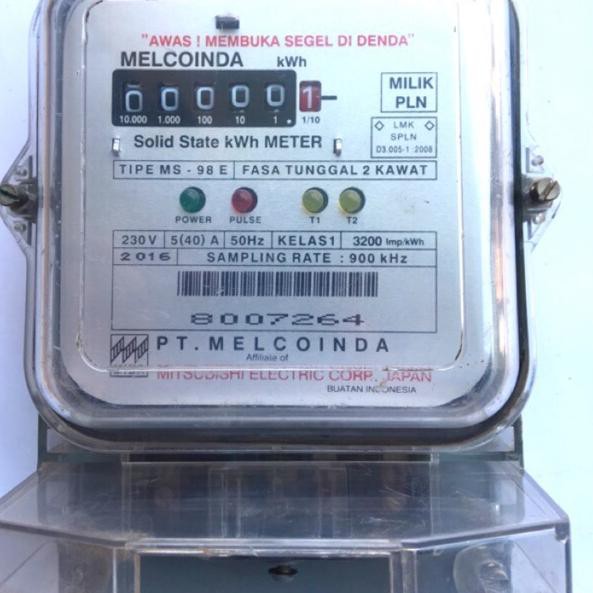 "AWAS ! MEMBUKA SEGEL DI DENDA"
MELCOINDA kWh
0 0 0 0 0 1
10.000 1.000 100 10 1 . 1/10
MILIK
PLN
LMK
SPLN
D3.005-1 :2008
Solid State kWh METER
TIPE MS - 98 E FASA TUNGGAL 2 KAWAT
POWER PULSE T1 T2
230 V 5(40) A 50Hz KELAS1 3200 Imp/kWh
2016 SAMPLING RATE : 900 kHz
8007264
PT. MELCOINDA
Affiliate of
MITSUBISHI ELECTRIC CORP. JAPAN
BUATAN INDONESIA